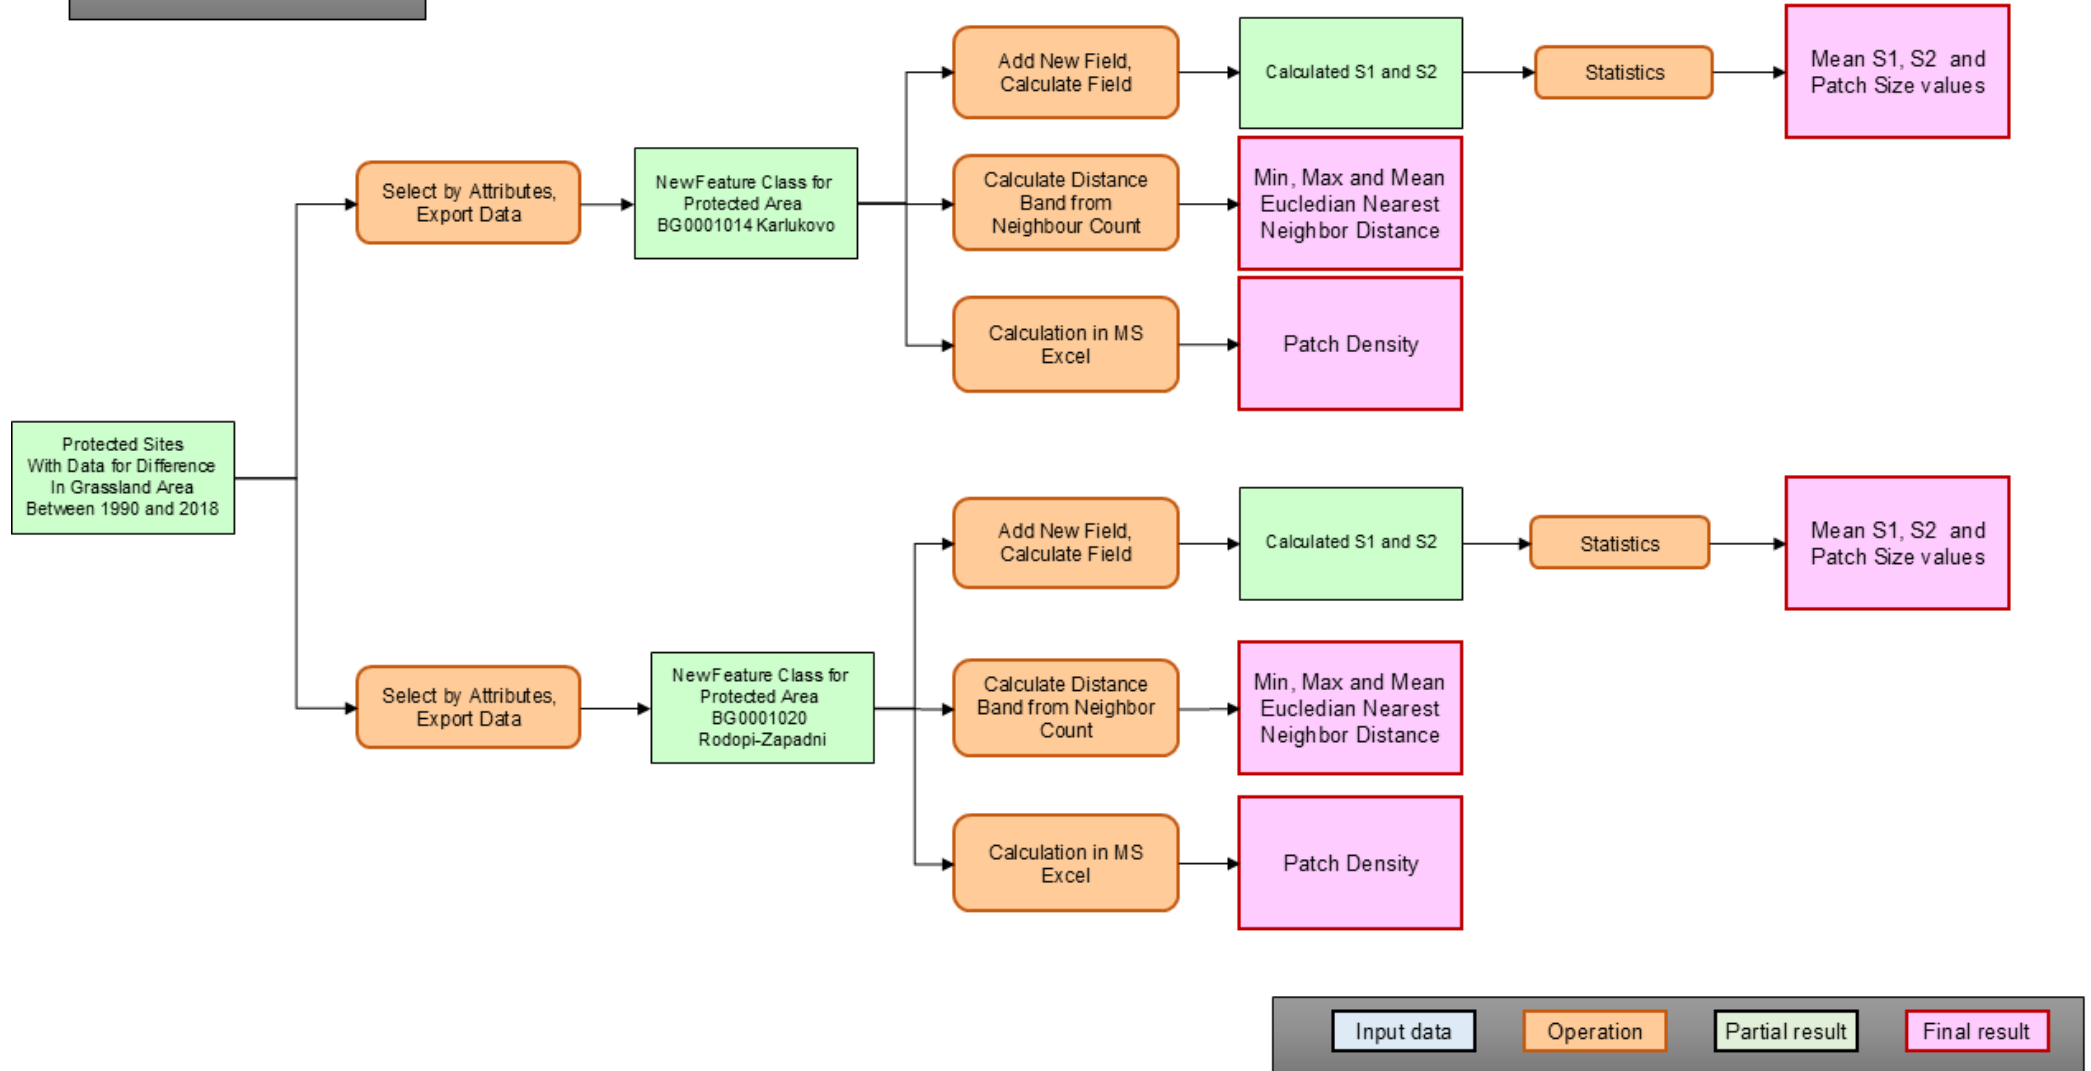 Add New Field,
Calculate Field
Calculated S1 and S2
Statistics
Mean S1, S2 and
Patch Size values
Select by Attributes,
Export Data
New Feature Class for
Protected Area
BG0001014 Karlukovo
Calculate Distance
Band from
Neighbour Count
Min, Max and Mean
Eucledian Nearest
Neighbor Distance
Calculation in MS
Excel
Patch Density
Protected Sites
With Data for Difference
In Grassland Area
Between 1990 and 2018
Add New Field,
Calculate Field
Calculated S1 and S2
Statistics
Mean S1, S2 and
Patch Size values
Select by Attributes,
Export Data
New Feature Class for
Protected Area
BG0001020
Rodopi-Zapadni
Calculate Distance
Band from Neighbor
Count
Min, Max and Mean
Eucledian Nearest
Neighbor Distance
Calculation in MS
Excel
Patch Density
Input data
Operation
Partial result
Final result